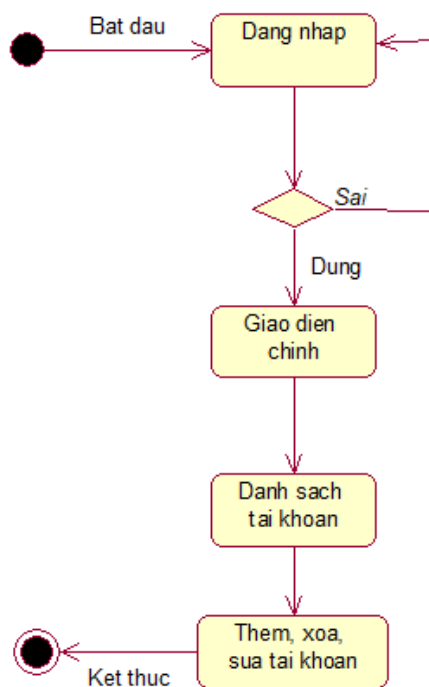 Bat dau
Dang nhap
Sai
Dung
Giao dien
chinh
Danh sach
tai khoan
Them, xoa,
sua tai khoan
Ket thuc